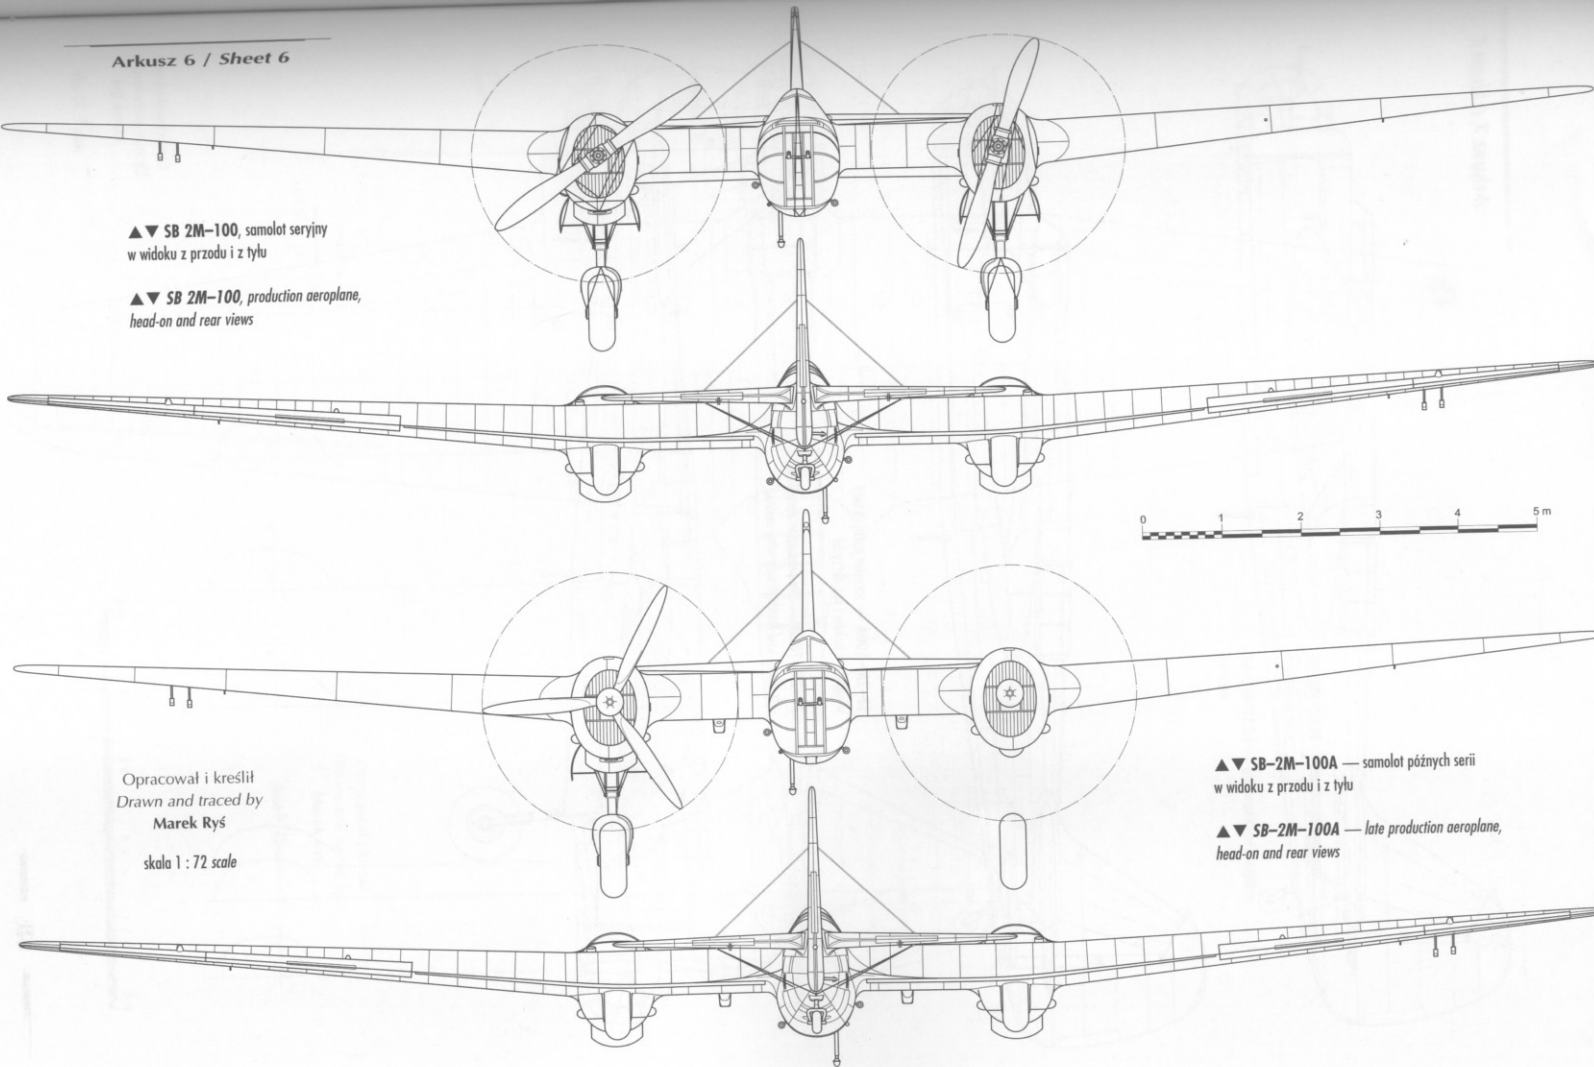 Arkusz 6 / Sheet 6
▲▼ SB 2M–100, samolot seryjny
w widoku z przodu i z tyłu
▲▼ SB 2M–100, production aeroplane,
head-on and rear views
0 1 2 3 4 5 m
Opracował i kreślił
Drawn and traced by
Marek Ryś
skala 1 : 72 scale
▲▼ SB–2M–100A — samolot późnych serii
w widoku z przodu i z tyłu
▲▼ SB–2M–100A — late production aeroplane,
head-on and rear views